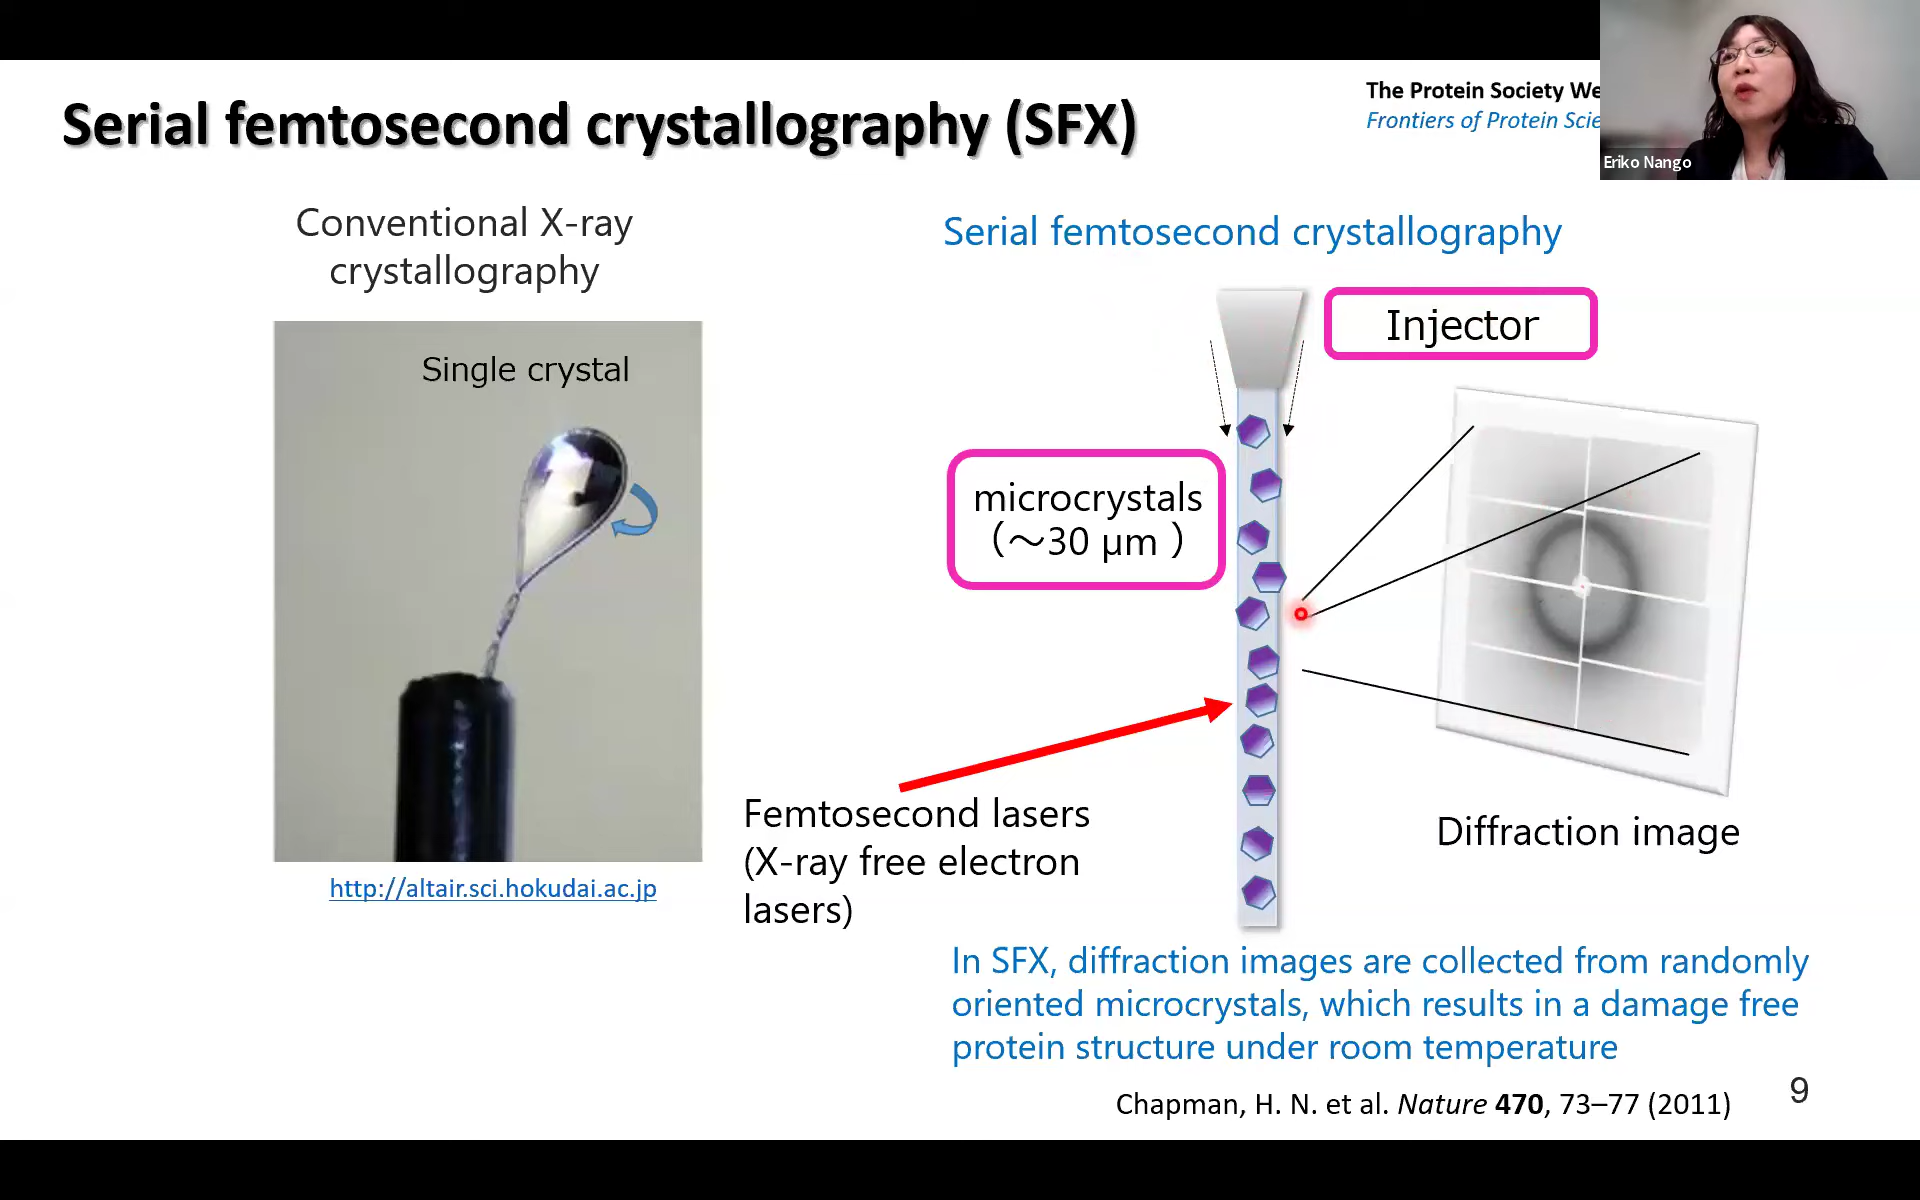 Serial femtosecond crystallography (SFX)
The Protein Society We
Frontiers of Protein Scie
Eriko Nango
Conventional X-ray
crystallography
Single crystal
http://altair.sci.hokudai.ac.jp
Serial femtosecond crystallography
Injector
microcrystals
(～30 μm )
Femtosecond lasers
(X-ray free electron
lasers)
Diffraction image
In SFX, diffraction images are collected from randomly
oriented microcrystals, which results in a damage free
protein structure under room temperature
Chapman, H. N. et al. Nature 470, 73–77 (2011)
9